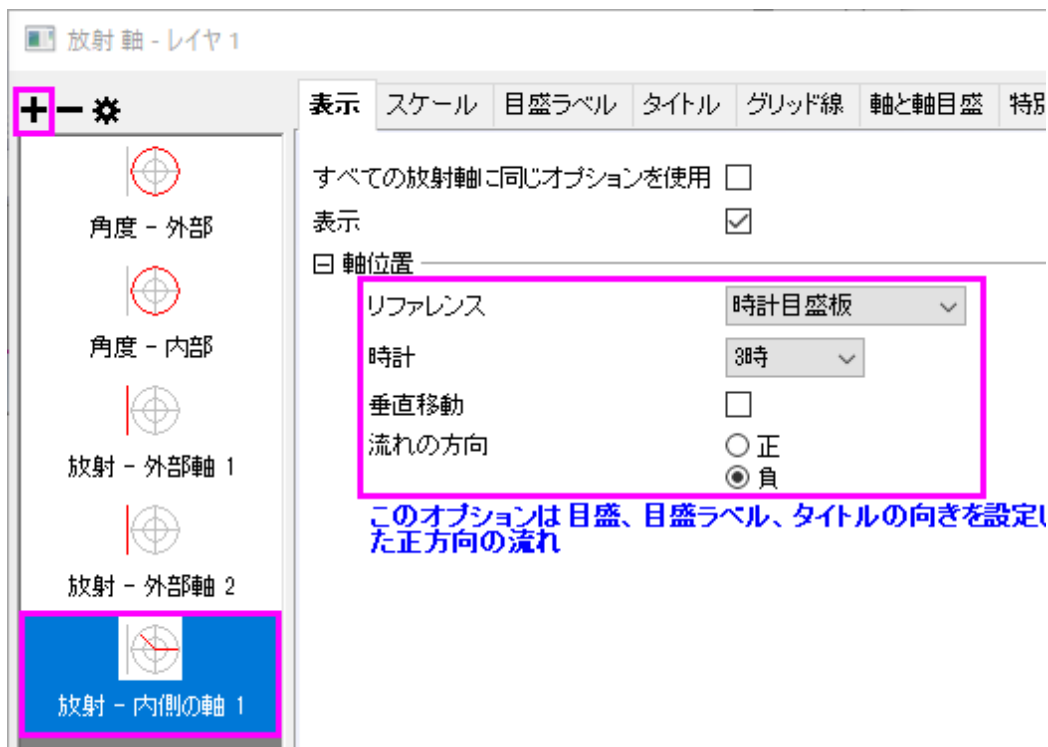 放射 軸 - レイヤ 1
表示 スケール 目盛ラベル タイトル グリッド線 軸と軸目盛 特別
角度 - 外部
角度 - 内部
放射 - 外部軸 1
放射 - 外部軸 2
放射 - 内側の軸 1
すべての放射軸に同じオプションを使用
表示
軸位置
リファレンス 時計目盛板
時計 3時
垂直移動
流れの方向 正
負
このオプションは 目盛、目盛ラベル、タイトルの向きを設定し
た正方向の流れ